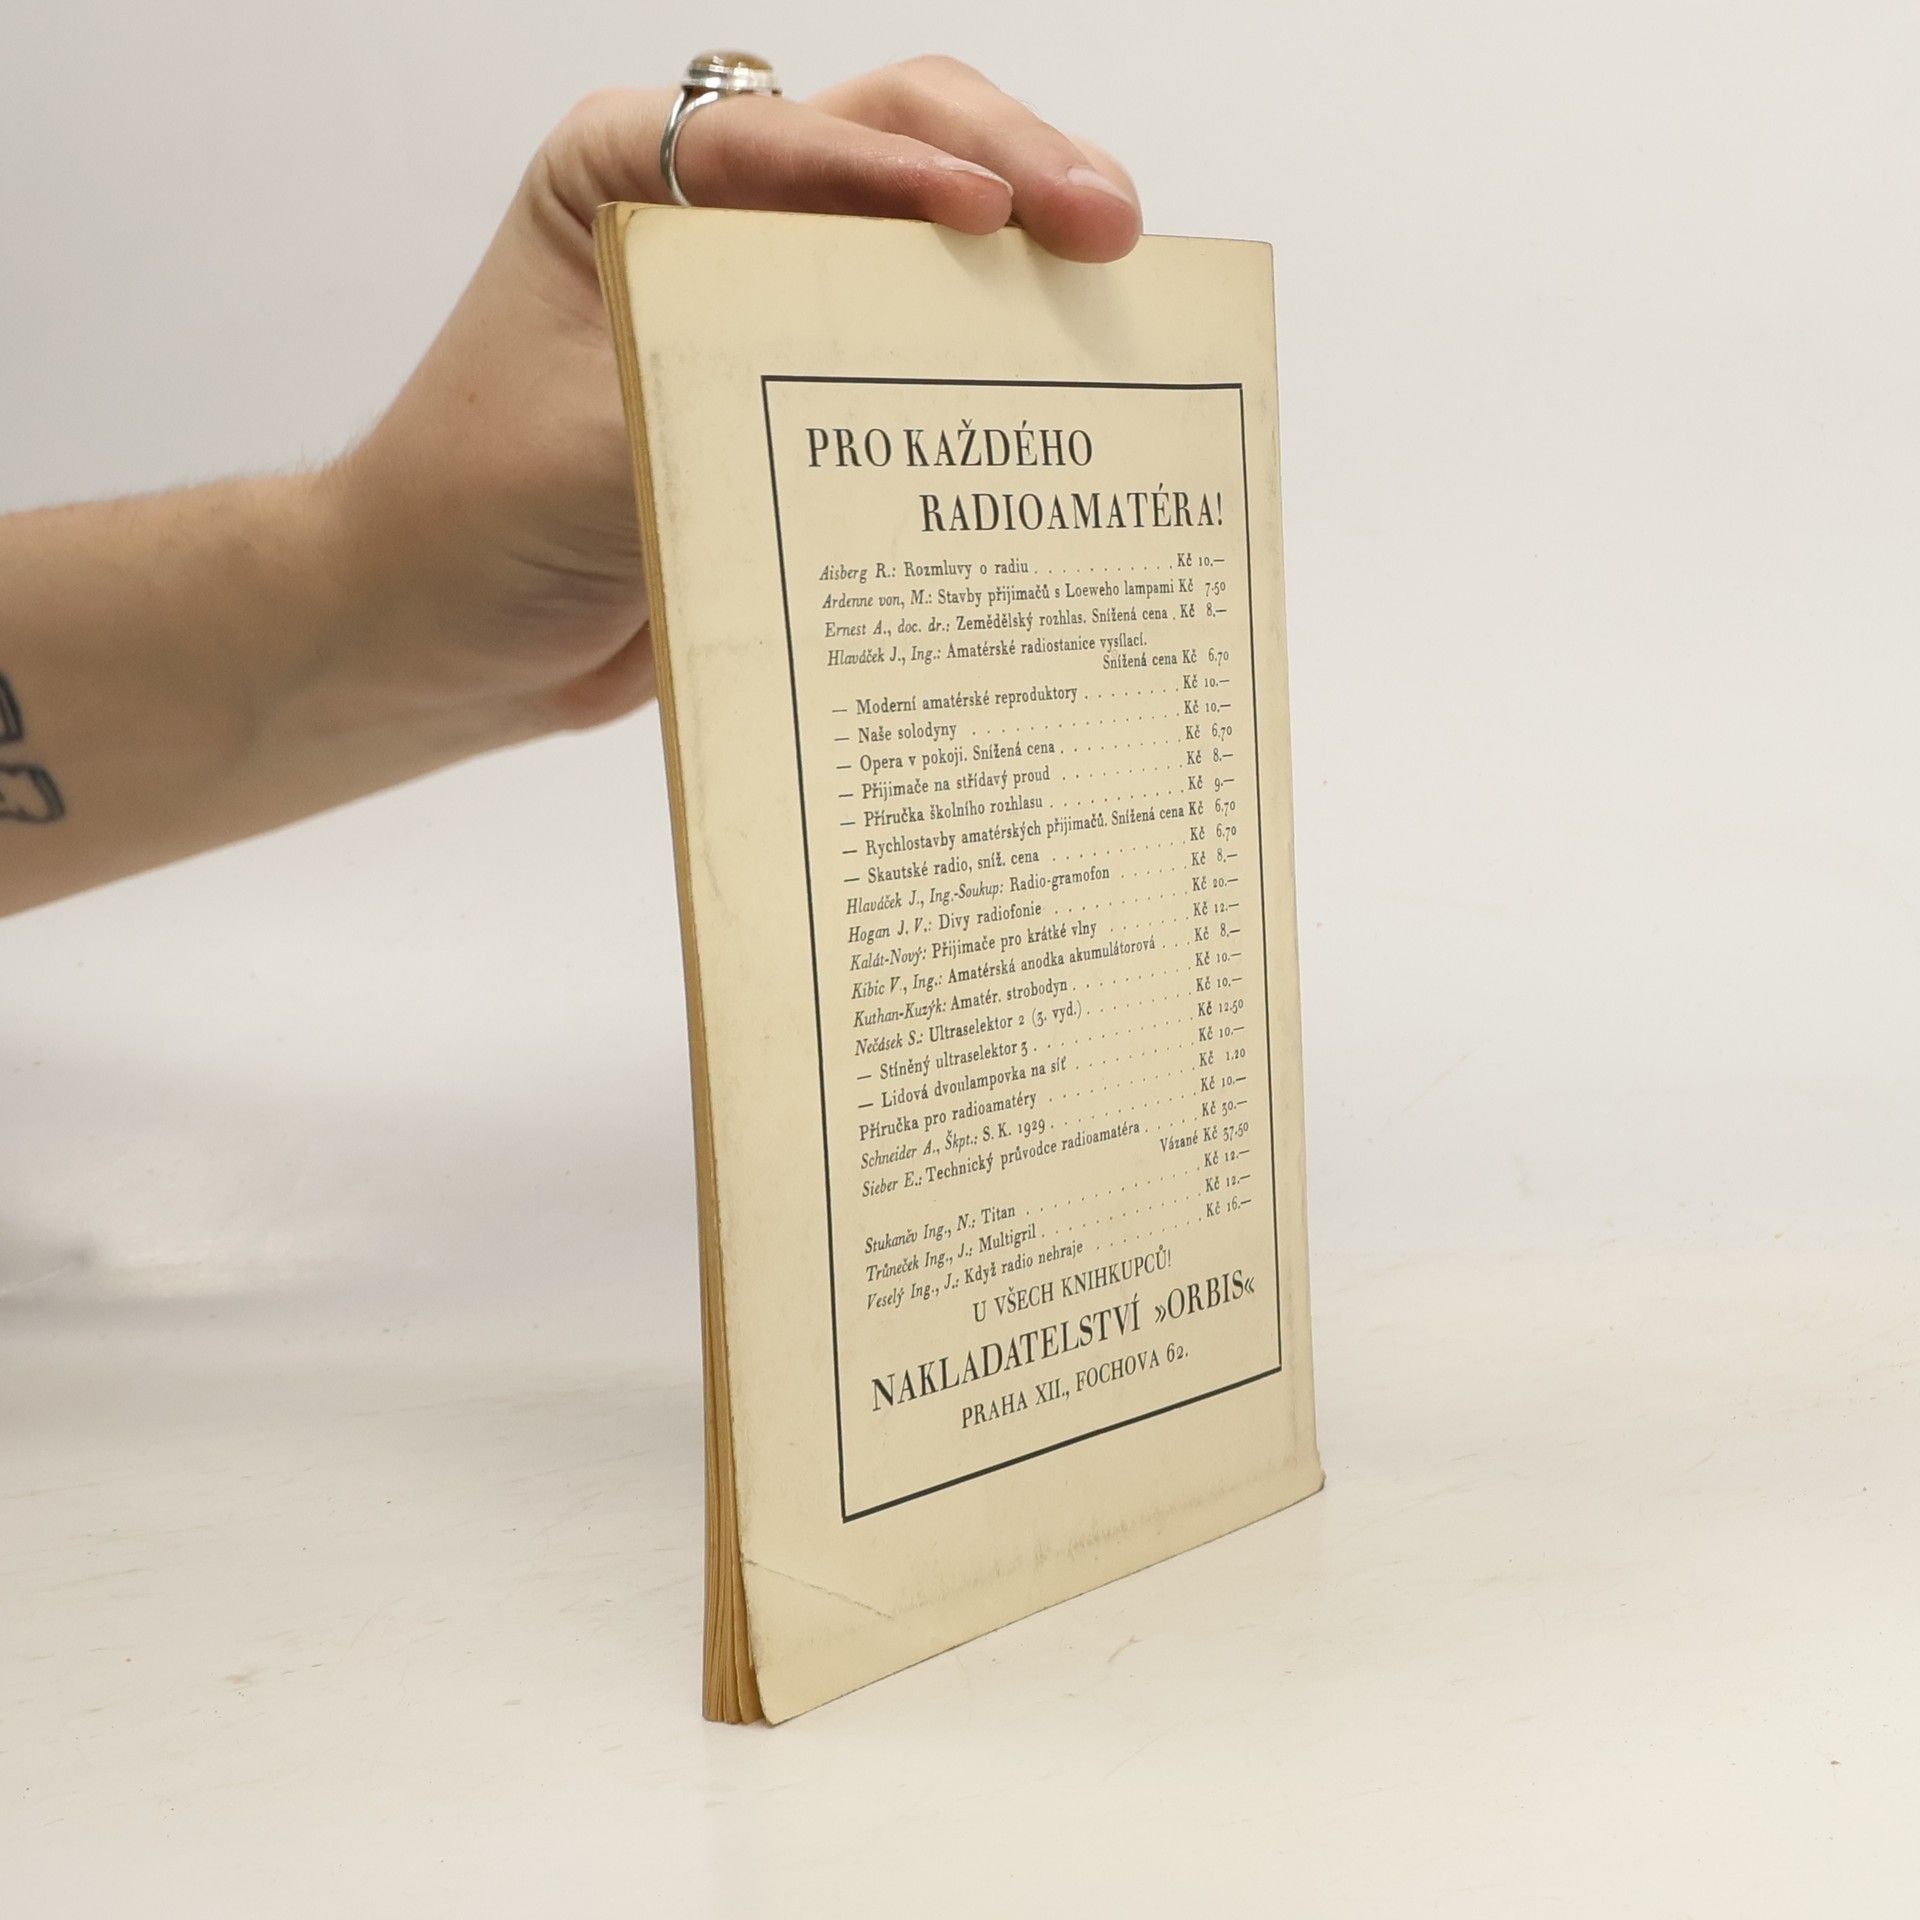 PRO KAŽDÉHO
RADIOAMATÉRA!
Aisberg R.: Rozmluvy o radiu . . . . . . . . . . . Kč 10.—
Ardenne von, M.: Stavby přijimačů s Loeweho lampami Kč 7.50
Ernest A., doc. dr.: Zemědělský rozhlas. Snížená cena . Kč 8.—
Hlaváček J., Ing.: Amatérské radiostanice vysílací.
Snížená cena Kč 6.70
— Moderní amatérské reproduktory . . . . . . . . Kč 10.—
— Naše solodyny . . . . . . . . . . . . . . . Kč 10.—
— Opera v pokoji. Snížená cena . . . . . . . . . . Kč 6.70
— Přijimače na střídavý proud . . . . . . . . . . Kč 8.—
— Příručka školního rozhlasu . . . . . . . . . . . Kč 9.—
— Rychlostavby amatérských přijimačů. Snížená cena Kč 6.70
— Skautské radio, sníž. cena . . . . . . . . . . . Kč 6.70
Hlaváček J., Ing.-Soukup: Radio-gramofon . . . . . . Kč 8.—
Hogan J. V.: Divy radiofonie . . . . . . . . . . . Kč 20.—
Kalát-Nový: Přijimače pro krátké vlny . . . . . . . Kč 12.—
Kibic V., Ing.: Amatérská anodka akumulátorová . . . Kč 8.—
Kuthan-Kuzýk: Amatér. strobodyn . . . . . . . . . . Kč 10.—
Nečásek S.: Ultraselektor 2 (3. vyd.) . . . . . . . . . Kč 10.—
— Stíněný ultraselektor 3 . . . . . . . . . . . . . Kč 12.50
— Lidová dvoulampovka na síť . . . . . . . . . . Kč 10.—
Příručka pro radioamatéry . . . . . . . . . . . . Kč 1.20
Schneider A., Škpt.: S. K. 1929 . . . . . . . . . . . . Kč 10.—
Sieber E.: Technický průvodce radioamatéra . . . . . Kč 30.—
Vázané Kč 37.50
Stukaněv Ing., N.: Titan . . . . . . . . . . . . . Kč 12.—
Trůneček Ing., J.: Multigril . . . . . . . . . . . . Kč 12.—
Veselý Ing., J.: Když radio nehraje . . . . . . . . Kč 16.—
U VŠECH KNIHKUPCŮ!
NAKLADATELSTVÍ »ORBIS«
PRAHA XII., FOCHOVA 62.